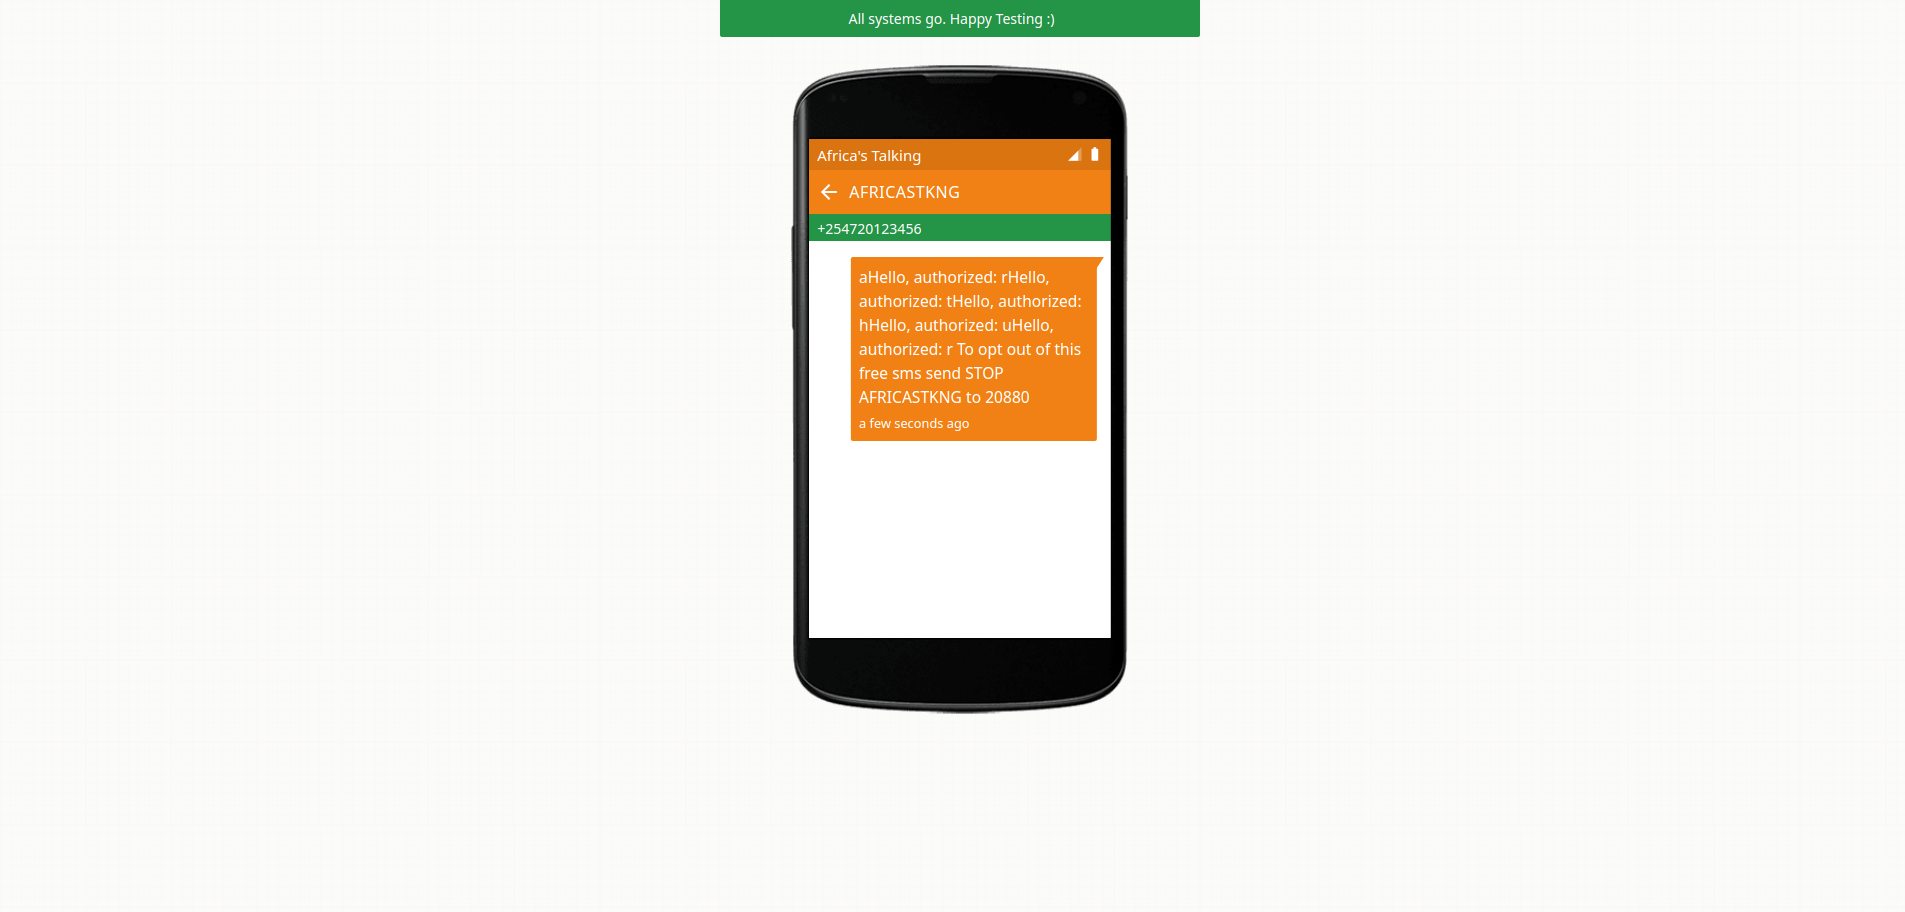 All systems go. Happy Testing :)
Africa's Talking
AFRICASTKNG
+254720123456
aHello, authorized: rHello,
authorized: tHello, authorized:
hHello, authorized: uHello,
authorized: r To opt out of this
free sms send STOP
AFRICASTKNG to 20880
a few seconds ago